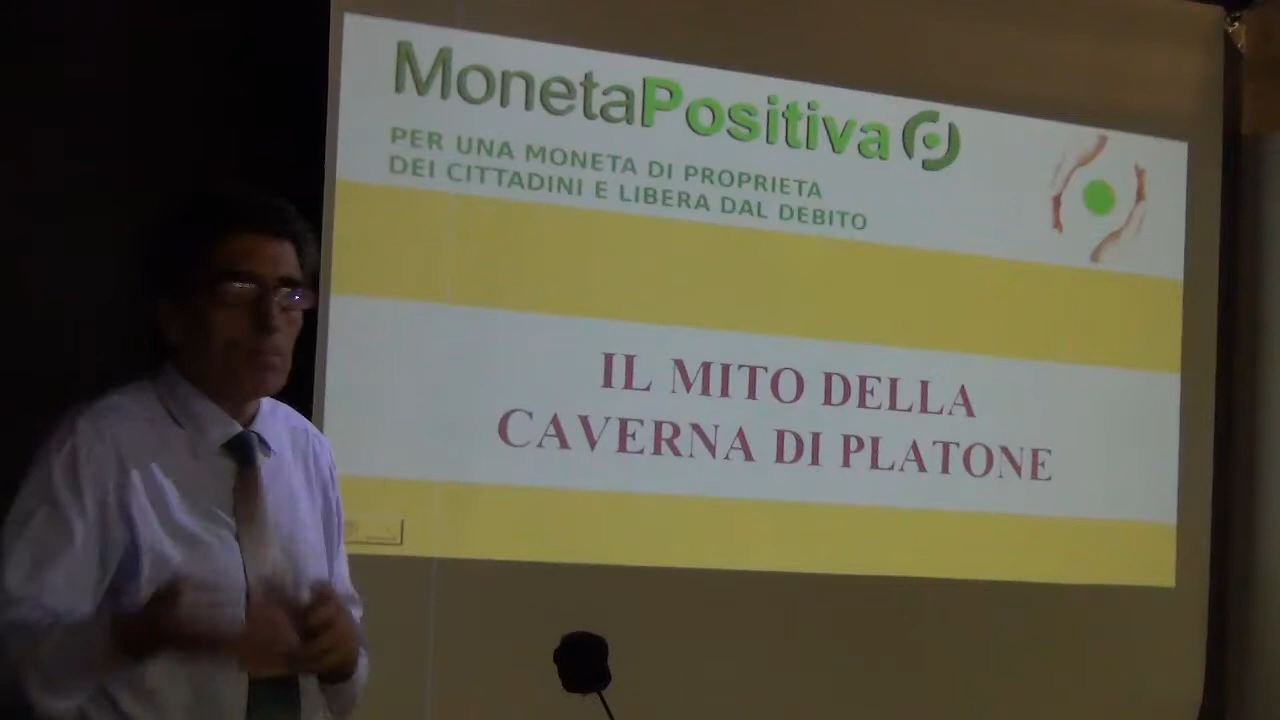 MonetaPositiva
PER UNA MONETA DI PROPRIETA
DEI CITTADINI E LIBERA DAL DEBITO
IL MITO DELLA
CAVERNA DI PLATONE